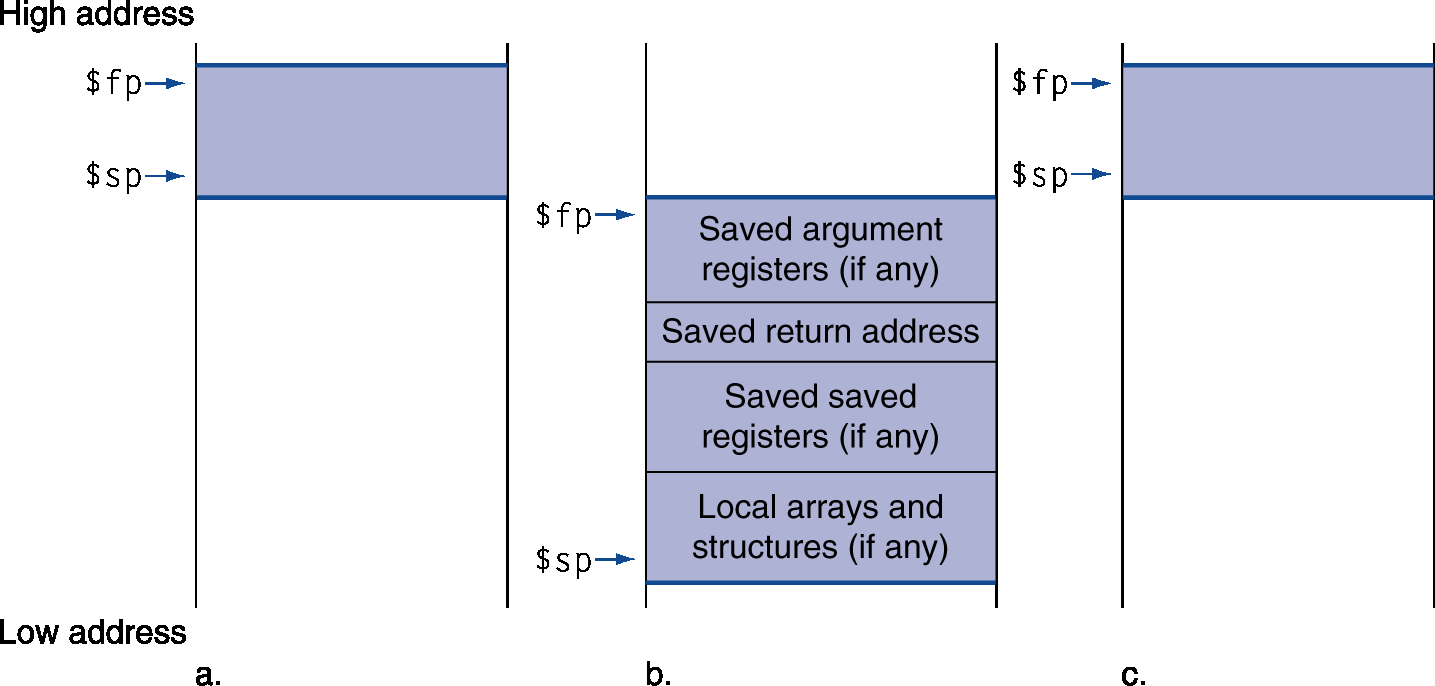 High address
$fp
$sp
$fp
Saved argument
registers (if any)
Saved return address
Saved saved
registers (if any)
Local arrays and
structures (if any)
$sp
$fp
$sp
Low address
a.
b.
c.